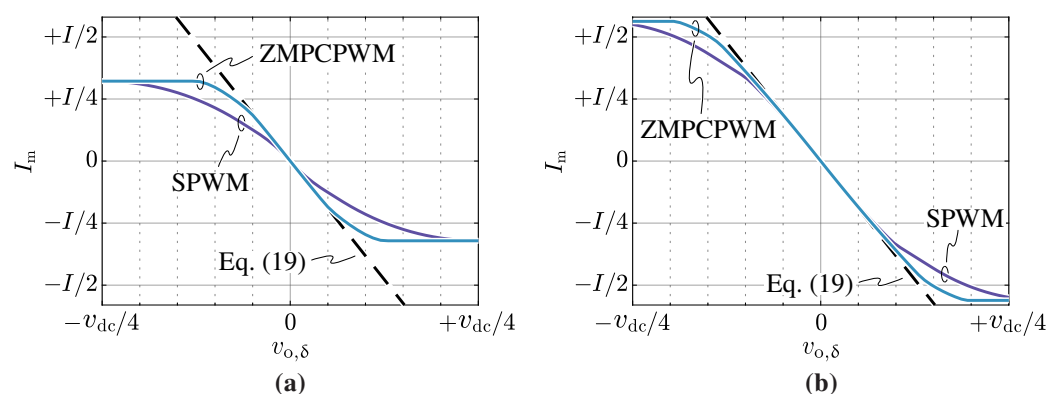 +I/2
+I/4
0
−I/4
−I/2
I_m
ZMPCPWM
SPWM
Eq. (19)
−v_dc/4
0
+v_dc/4
v_o,δ
(a)
+I/2
+I/4
0
−I/4
−I/2
I_m
ZMPCPWM
SPWM
Eq. (19)
−v_dc/4
0
+v_dc/4
v_o,δ
(b)